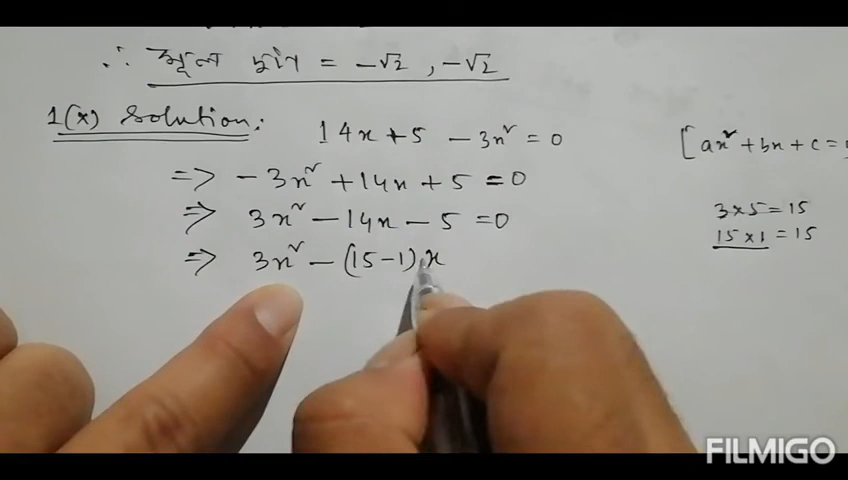 ∴ মূল দুটি = -√2, -√2
1(x) Solution:
14x + 5 - 3x² = 0
=> -3x² + 14x + 5 = 0
=> 3x² - 14x - 5 = 0
=> 3x² - (15-1)x
[ax² + bx + c =
3×5=15
15×1=15
FILMIGO